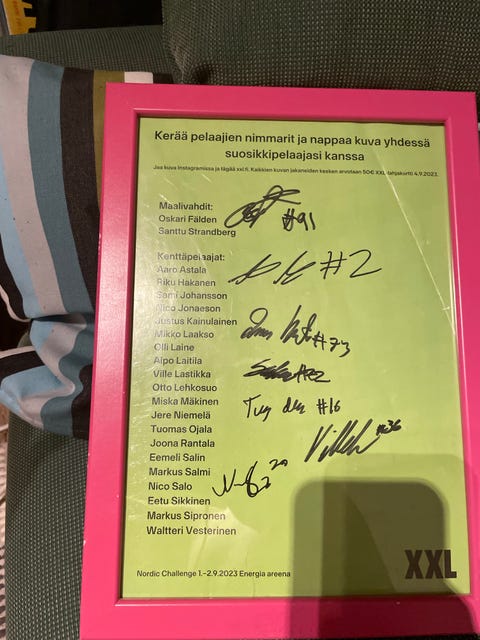 Kerää pelaajien nimmarit ja nappaa kuva yhdessä
suosikkipelaajasi kanssa
Jaa kuva Instagramissa ja tägää xxl.fi. Kaikkien kuvan jakaneiden kesken arvotaan 50€ XXL-lahjakortti 4.9.2023.
Maalivahdit:
Oskari Fälden
Santtu Strandberg
#91
Kenttäpelaajat:
Aaro Astala
#2
Riku Hakanen
Sami Johansson
Nico Jonaeson
Justus Kainulainen
Mikko Laakso
#73
Olli Laine
Alpo Laitila
Ville Lastikka
Otto Lehkosuo
Miska Mäkinen
#16
Jere Niemelä
Tuomas Ojala
Joona Rantala
#36
Eemeli Salin
Markus Salmi
Nico Salo
Eetu Sikkinen
Markus Sipronen
Waltteri Vesterinen
XXL
Nordic Challenge 1.–2.9.2023 Energia areena